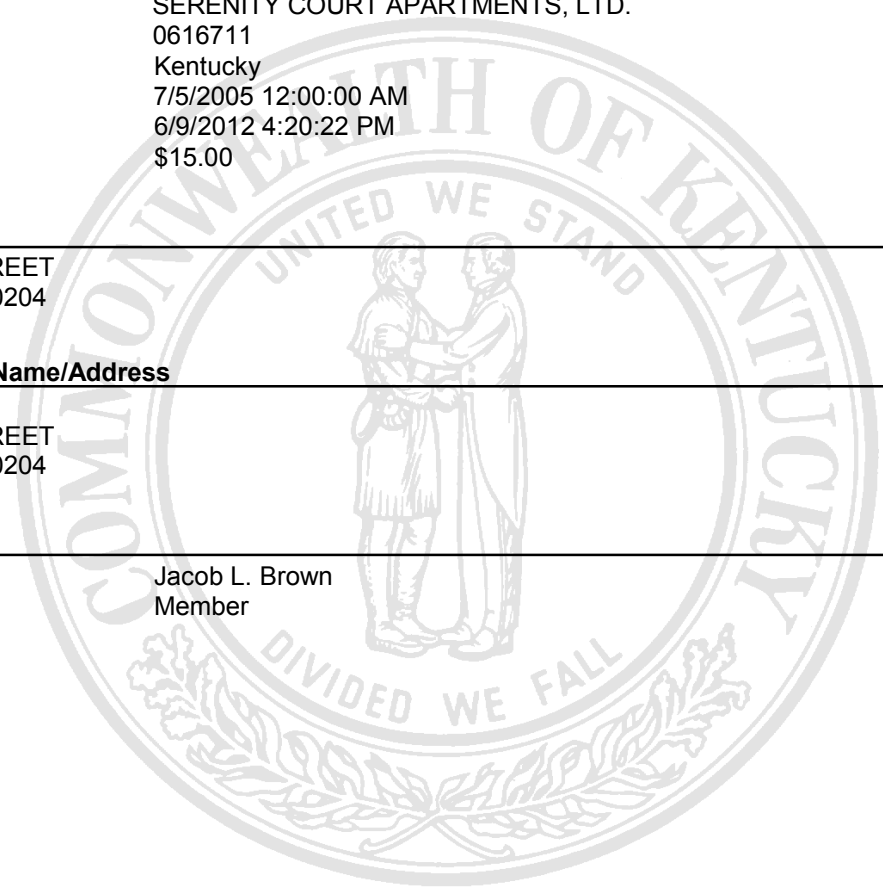 SERENITY COURT APARTMENTS, LTD.
0616711
Kentucky
7/5/2005 12:00:00 AM
6/9/2012 4:20:22 PM
$15.00
COMMONWEALTH OF KENTUCKY
UNITED WE STAND
REET
0204
Name/Address
REET
0204
Jacob L. Brown
Member
DIVIDED WE FALL